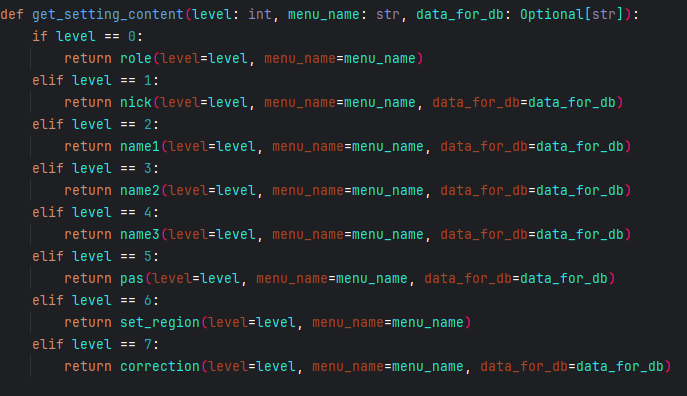 def get_setting_content(level: int, menu_name: str, data_for_db: Optional[str]):
    if level == 0:
        return role(level=level, menu_name=menu_name)
    elif level == 1:
        return nick(level=level, menu_name=menu_name, data_for_db=data_for_db)
    elif level == 2:
        return name1(level=level, menu_name=menu_name, data_for_db=data_for_db)
    elif level == 3:
        return name2(level=level, menu_name=menu_name, data_for_db=data_for_db)
    elif level == 4:
        return name3(level=level, menu_name=menu_name, data_for_db=data_for_db)
    elif level == 5:
        return pas(level=level, menu_name=menu_name, data_for_db=data_for_db)
    elif level == 6:
        return set_region(level=level, menu_name=menu_name)
    elif level == 7:
        return correction(level=level, menu_name=menu_name, data_for_db=data_for_db)